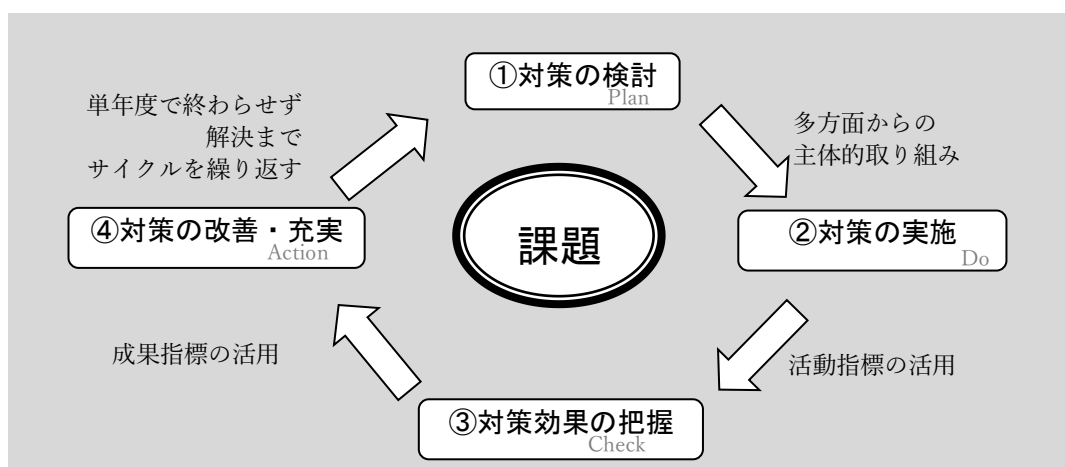 ①対策の検討
Plan
多方面からの
主体的取り組み
②対策の実施
Do
活動指標の活用
③対策効果の把握
Check
成果指標の活用
④対策の改善・充実
Action
単年度で終わらせず
解決まで
サイクルを繰り返す
課題